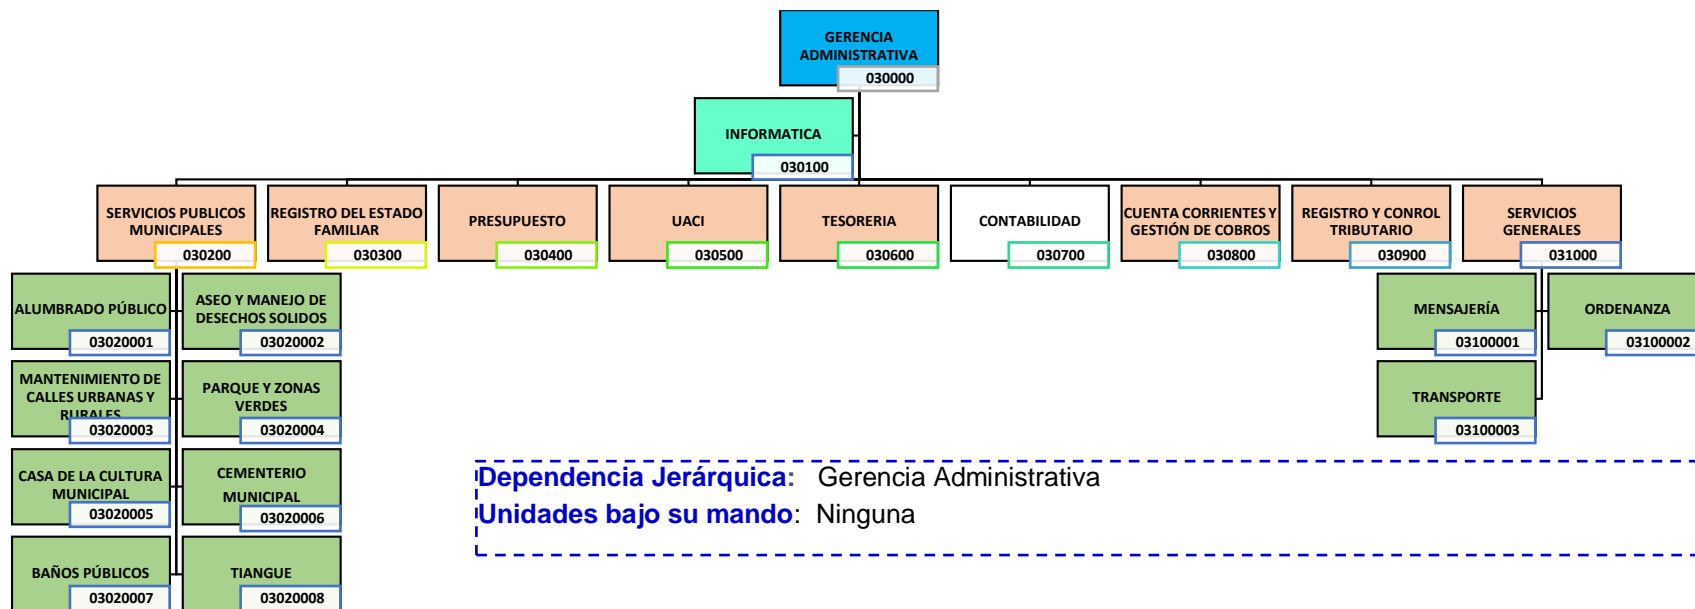 GERENCIA
ADMINISTRATIVA
030000
INFORMATICA
030100
SERVICIOS PUBLICOS
MUNICIPALES
030200
REGISTRO DEL ESTADO
FAMILIAR
030300
PRESUPUESTO
030400
UACI
030500
TESORERIA
030600
CONTABILIDAD
030700
CUENTA CORRIENTES Y
GESTIÓN DE COBROS
030800
REGISTRO Y CONROL
TRIBUTARIO
030900
SERVICIOS
GENERALES
031000
ALUMBRADO PÚBLICO
03020001
ASEO Y MANEJO DE
DESECHOS SOLIDOS
03020002
MENSAJERÍA
03100001
ORDENANZA
03100002
MANTENIMIENTO DE
CALLES URBANAS Y
RURALES
03020003
PARQUE Y ZONAS
VERDES
03020004
TRANSPORTE
03100003
CASA DE LA CULTURA
MUNICIPAL
03020005
CEMENTERIO
MUNICIPAL
03020006
Dependencia Jerárquica: Gerencia Administrativa
Unidades bajo su mando: Ninguna
BAÑOS PÚBLICOS
03020007
TIANGUE
03020008